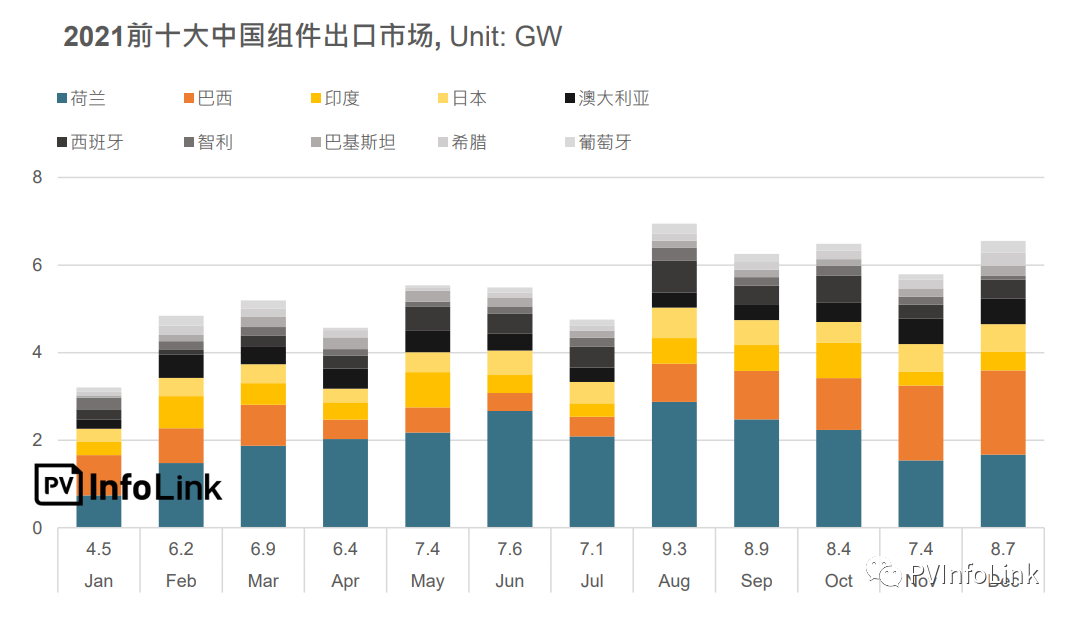 2021前十大中国组件出口市场, Unit: GW
荷兰 巴西 印度 日本 澳大利亚
西班牙 智利 巴基斯坦 希腊 葡萄牙
8
6
4
2
0
PV InfoLink
4.5 6.2 6.9 6.4 7.4 7.6 7.1 9.3 8.9 8.4 7.4 8.7
Jan Feb Mar Apr May Jun Jul Aug Sep Oct Nov Dec
PVInfoLink